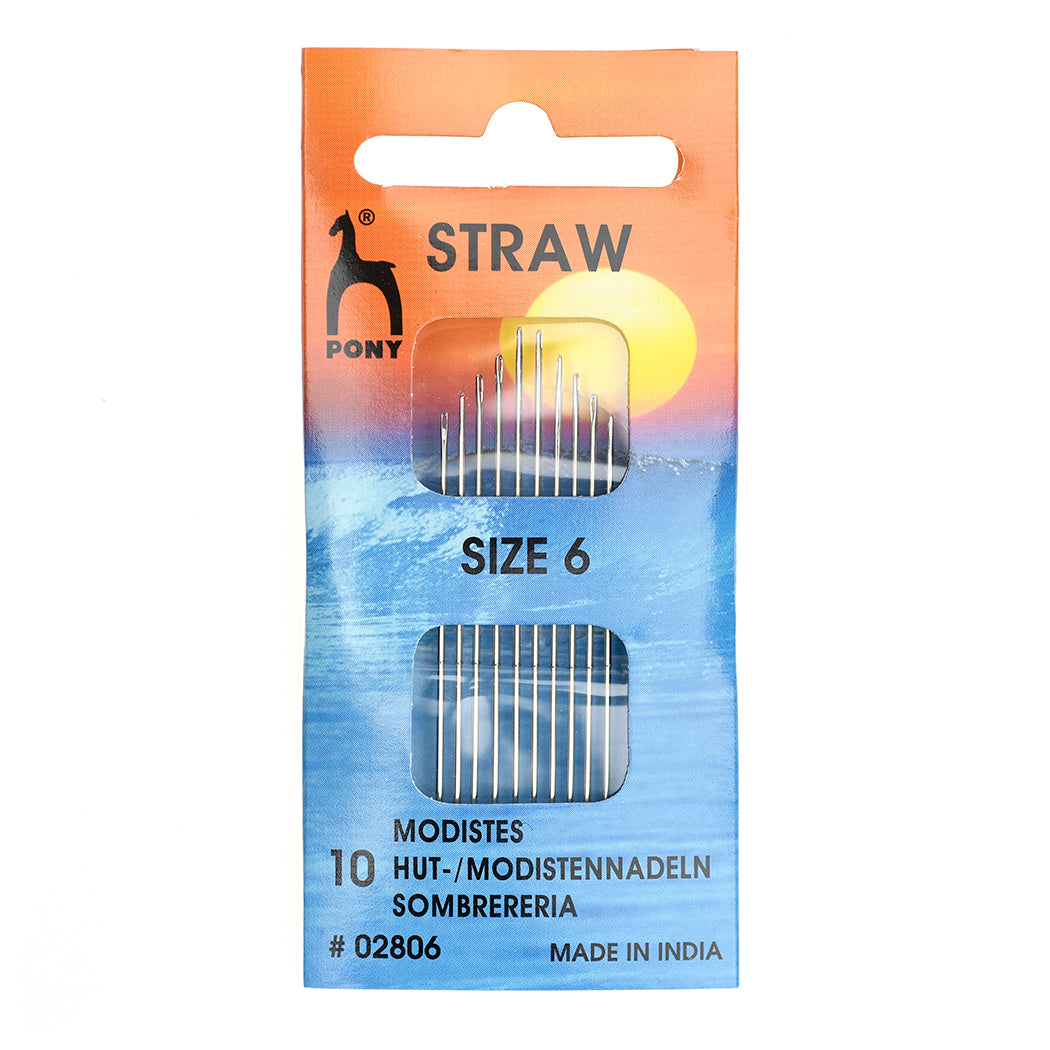 ®
PONY
STRAW
SIZE 6
10
MODISTES
HUT-/MODISTENNADELN
SOMBRERERIA
# 02806
MADE IN INDIA